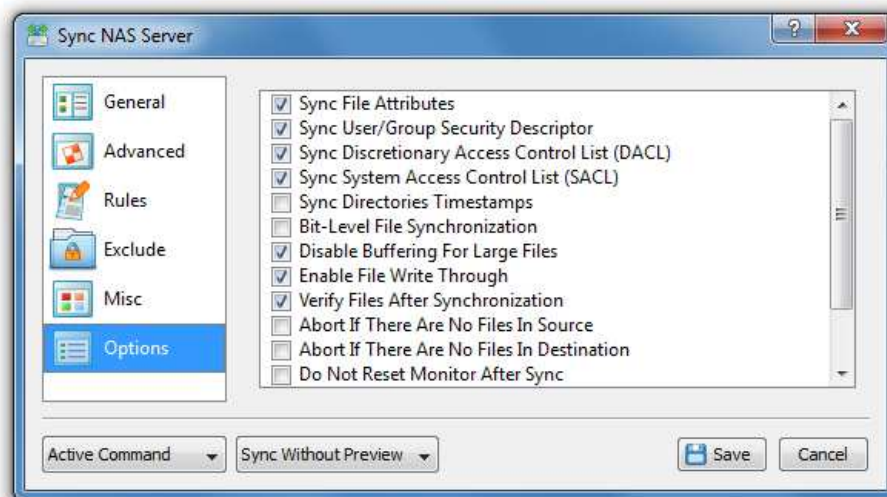 Sync NAS Server
General
Advanced
Rules
Exclude
Misc
Options
Sync File Attributes
Sync User/Group Security Descriptor
Sync Discretionary Access Control List (DACL)
Sync System Access Control List (SACL)
Sync Directories Timestamps
Bit-Level File Synchronization
Disable Buffering For Large Files
Enable File Write Through
Verify Files After Synchronization
Abort If There Are No Files In Source
Abort If There Are No Files In Destination
Do Not Reset Monitor After Sync
Active Command
Sync Without Preview
Save
Cancel